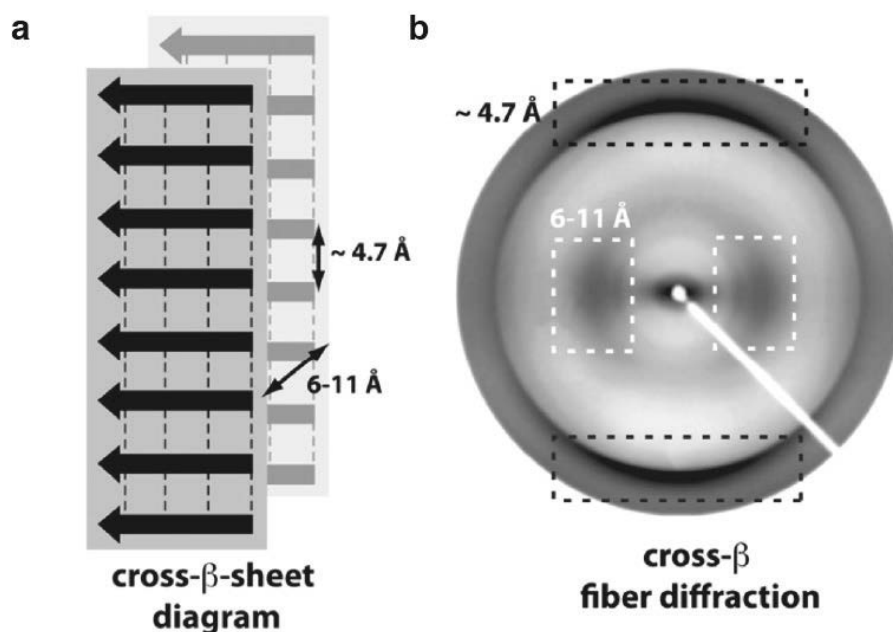 a
~ 4.7 Å
6-11 Å
cross-β-sheet
diagram
b
~ 4.7 Å
6-11 Å
cross-β
fiber diffraction